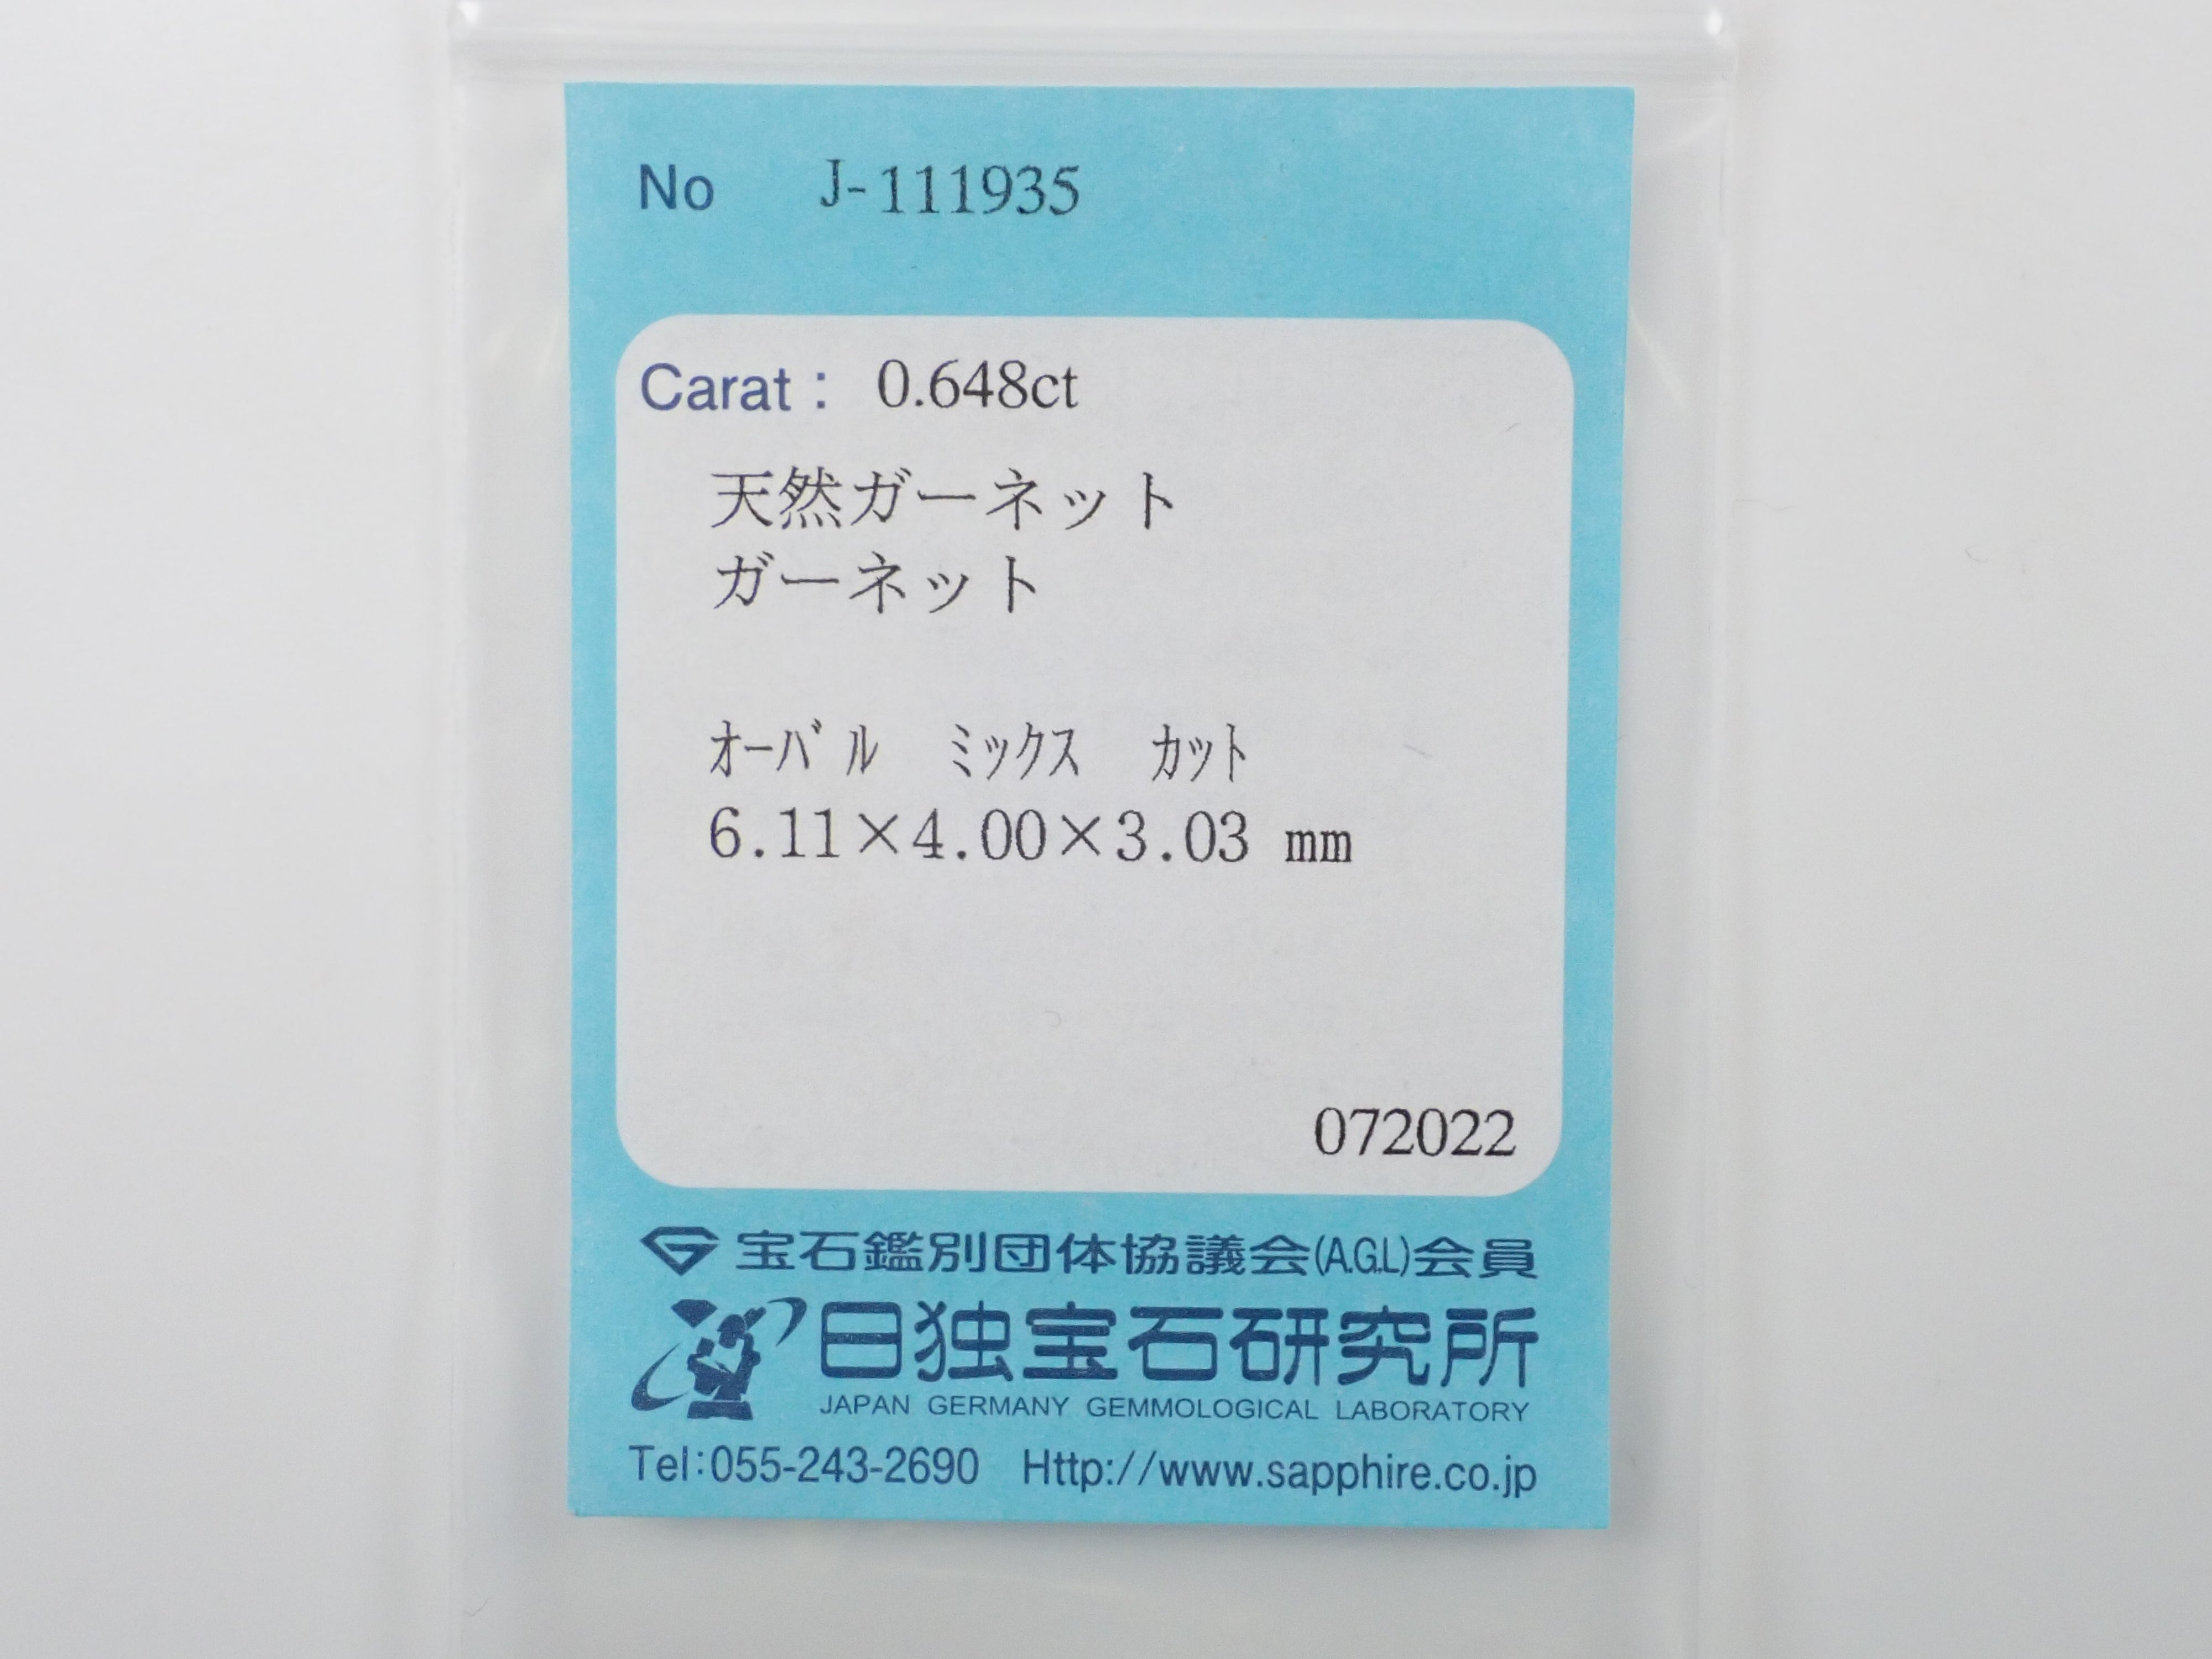 No J-111935
Carat : 0.648ct
天然ガーネット
ガーネット
ｵｰﾊﾞﾙ ﾐｯｸｽ ｶｯﾄ
6.11×4.00×3.03 mm
072022
宝石鑑別団体協議会(A.G.L)会員
日独宝石研究所
JAPAN GERMANY GEMMOLOGICAL LABORATORY
Tel:055-243-2690 Http://www.sapphire.co.jp